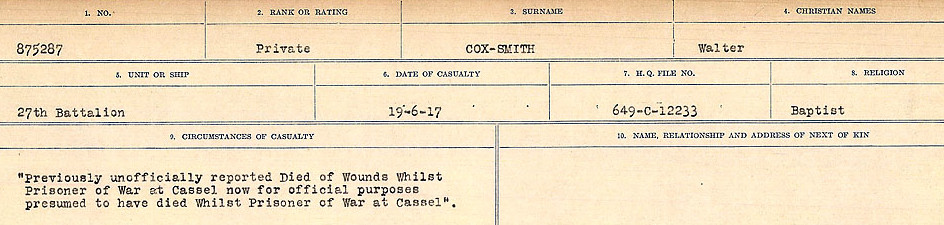 1. NO. 2. RANK OR RATING 3. SURNAME 4. CHRISTIAN NAMES
875287 Private COX-SMITH Walter
5. UNIT OR SHIP 6. DATE OF CASUALTY 7. H.Q. FILE NO. 8. RELIGION
27th Battalion 19-6-17 649-C-12233 Baptist
9. CIRCUMSTANCES OF CASUALTY 10. NAME, RELATIONSHIP AND ADDRESS OF NEXT OF KIN
"Previously unofficially reported Died of Wounds Whilst
Prisoner of War at Cassel now for official purposes
presumed to have died Whilst Prisoner of War at Cassel".